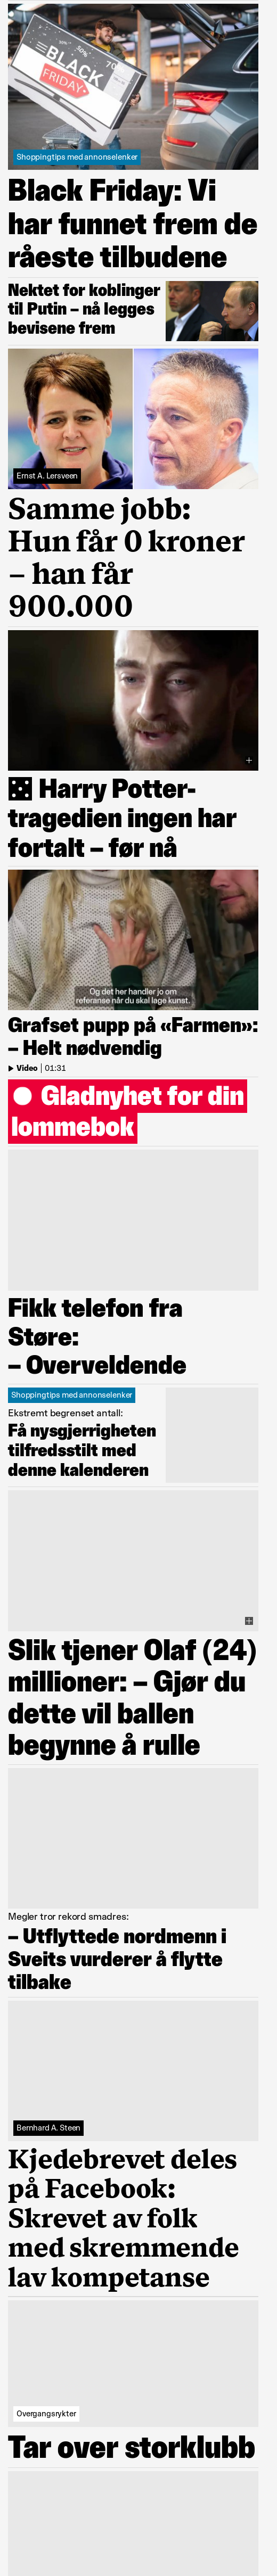 50%
70%
BLACK
FRIDAY
Shoppingtips med annonselenker
Black Friday: Vi
har funnet frem de
råeste tilbudene
Nektet for koblinger
til Putin – nå legges
bevisene frem
Ernst A. Lersveen
Samme jobb:
Hun får 0 kroner
– han får
900.000
Harry Potter-
tragedien ingen har
fortalt – før nå
Og det her handler jo om
referanse når du skal lage kunst.
Grafset pupp på «Farmen»:
– Helt nødvendig
Video | 01:31
Gladnyhet for din
lommebok
Fikk telefon fra
Støre:
– Overveldende
Shoppingtips med annonselenker
Ekstremt begrenset antall:
Få nysgjerrigheten
tilfredsstilt med
denne kalenderen
Slik tjener Olaf (24)
millioner: – Gjør du
dette vil ballen
begynne å rulle
Megler tror rekord smadres:
– Utflyttede nordmenn i
Sveits vurderer å flytte
tilbake
Bernhard A. Steen
Kjedebrevet deles
på Facebook:
Skrevet av folk
med skremmende
lav kompetanse
Overgangsrykter
Tar over storklubb